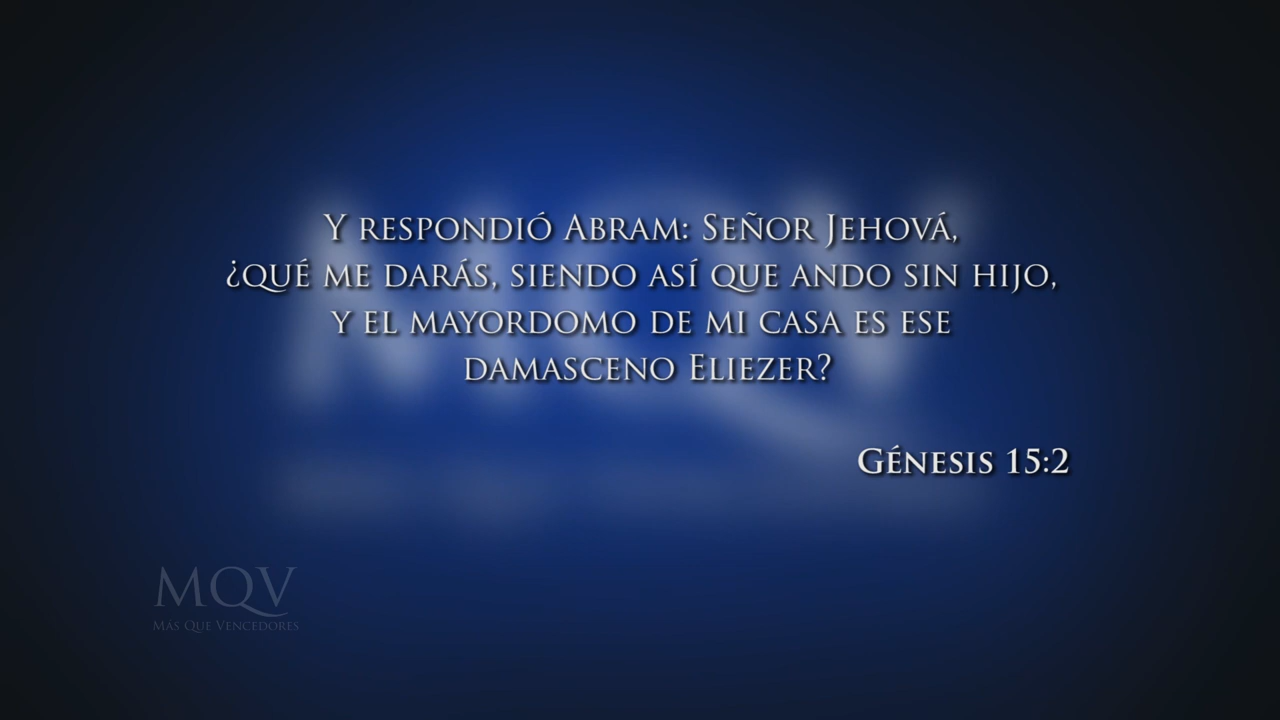 Y respondió Abram: Señor Jehová,
¿qué me darás, siendo así que ando sin hijo,
y el mayordomo de mi casa es ese
damasceno Eliezer?
Génesis 15:2
MQV
Más Que Vencedores